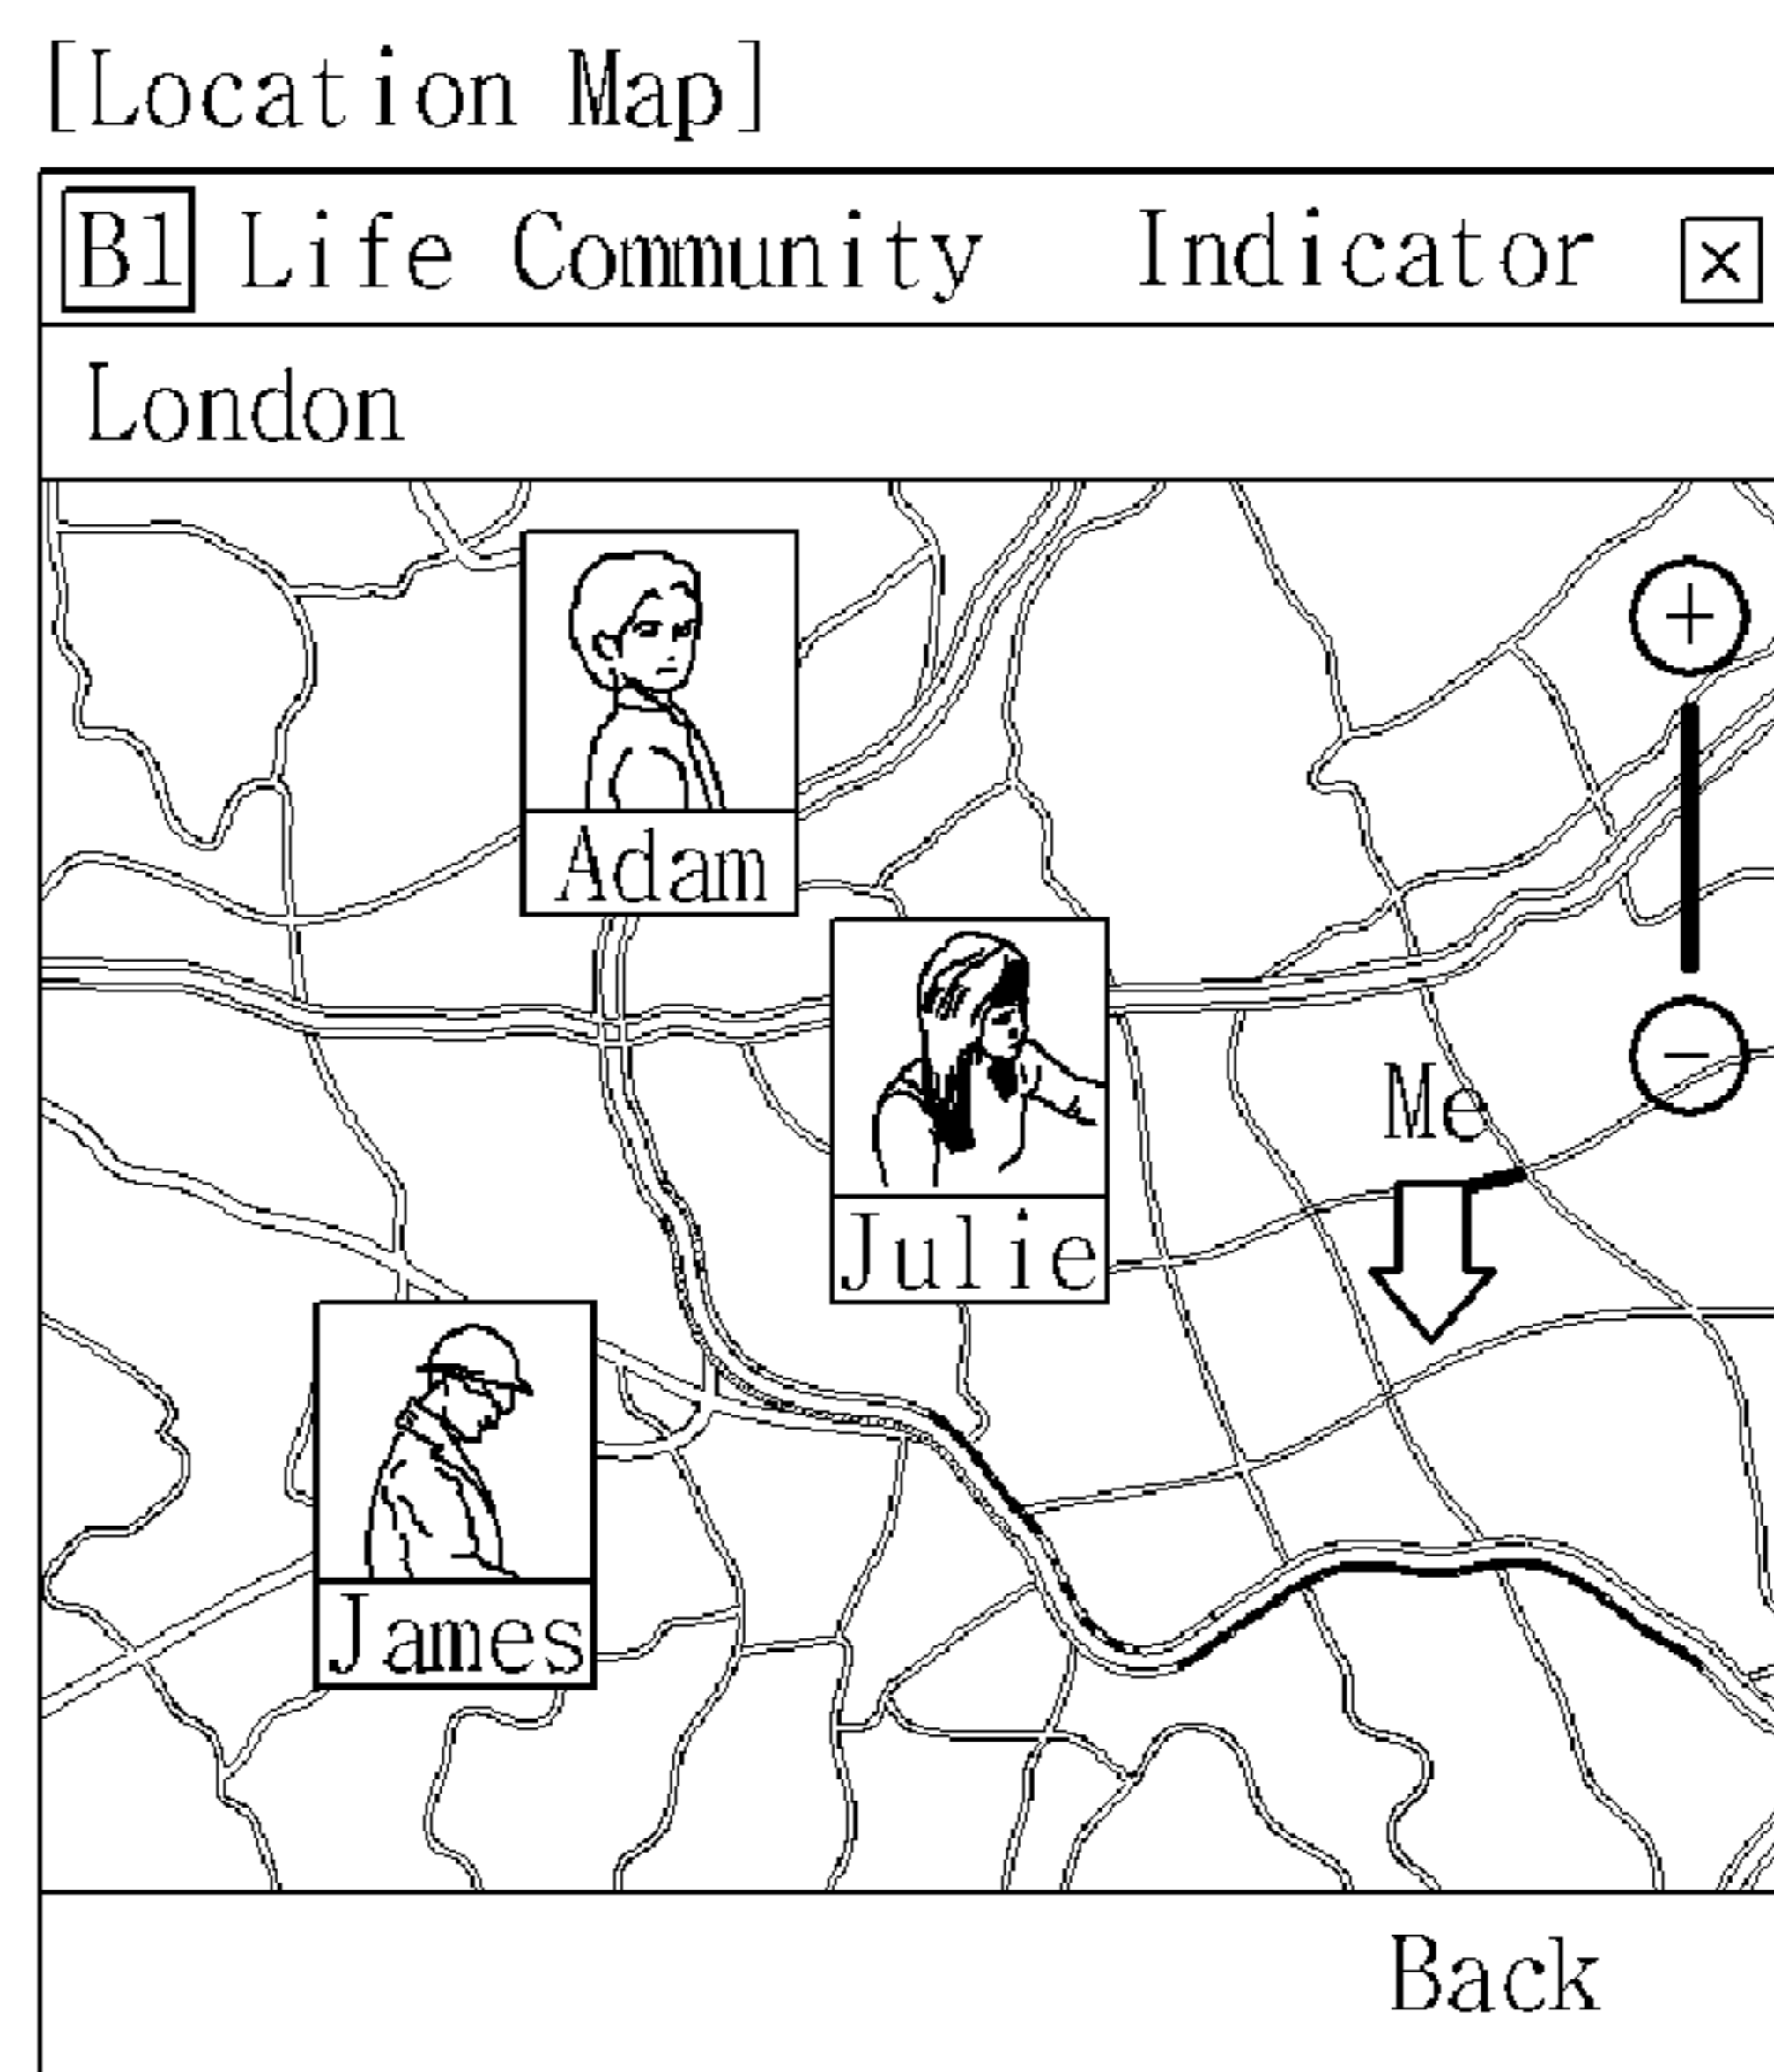 [Location Map]
B1 Life Community Indicator ×
London
+
Adam
Julie
−
Me
James
Back